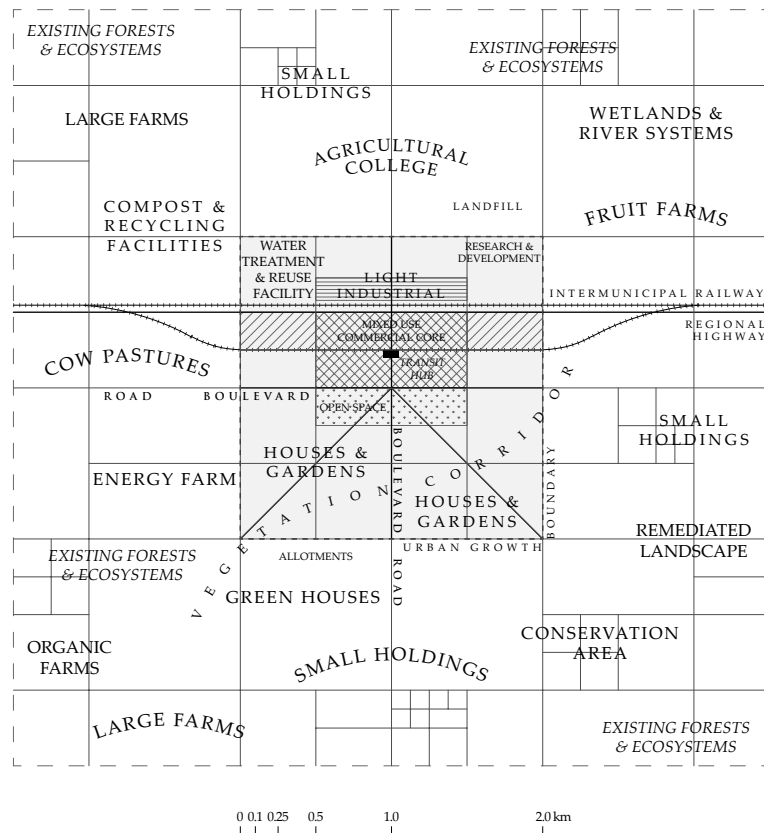 EXISTING FORESTS
& ECOSYSTEMS
SMALL
HOLDINGS
EXISTING FORESTS
& ECOSYSTEMS
LARGE FARMS
AGRICULTURAL
COLLEGE
WETLANDS &
RIVER SYSTEMS
COMPOST &
RECYCLING
FACILITIES
LANDFILL
FRUIT FARMS
WATER
TREATMENT
& REUSE
FACILITY
LIGHT
INDUSTRIAL
RESEARCH &
DEVELOPMENT
INTERMUNICIPAL RAILWAY
REGIONAL
HIGHWAY
MIXED USE
COMMERCIAL CORE
TRANSIT
HUB
COW PASTURES
ROAD BOULEVARD
OPEN SPACE
SMALL
HOLDINGS
HOUSES &
GARDENS
BOULEVARD
VEGETATION CORRIDOR
ENERGY FARM
HOUSES &
GARDENS
BOUNDARY
URBAN GROWTH
REMEDIATED
LANDSCAPE
EXISTING FORESTS
& ECOSYSTEMS
ALLOTMENTS
ROAD
GREEN HOUSES
ORGANIC
FARMS
SMALL HOLDINGS
CONSERVATION
AREA
LARGE FARMS
EXISTING FORESTS
& ECOSYSTEMS
0 0.1 0.25 0.5 1.0 2.0 km